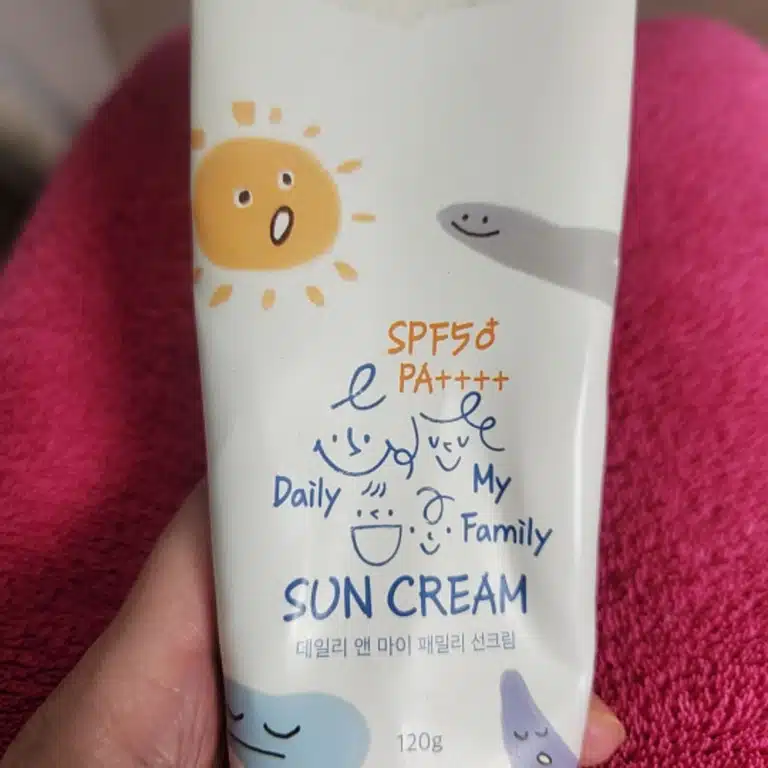 SPF50+
PA++++
Daily
My
Family
SUN CREAM
데일리 앤 마이 패밀리 선크림
120g